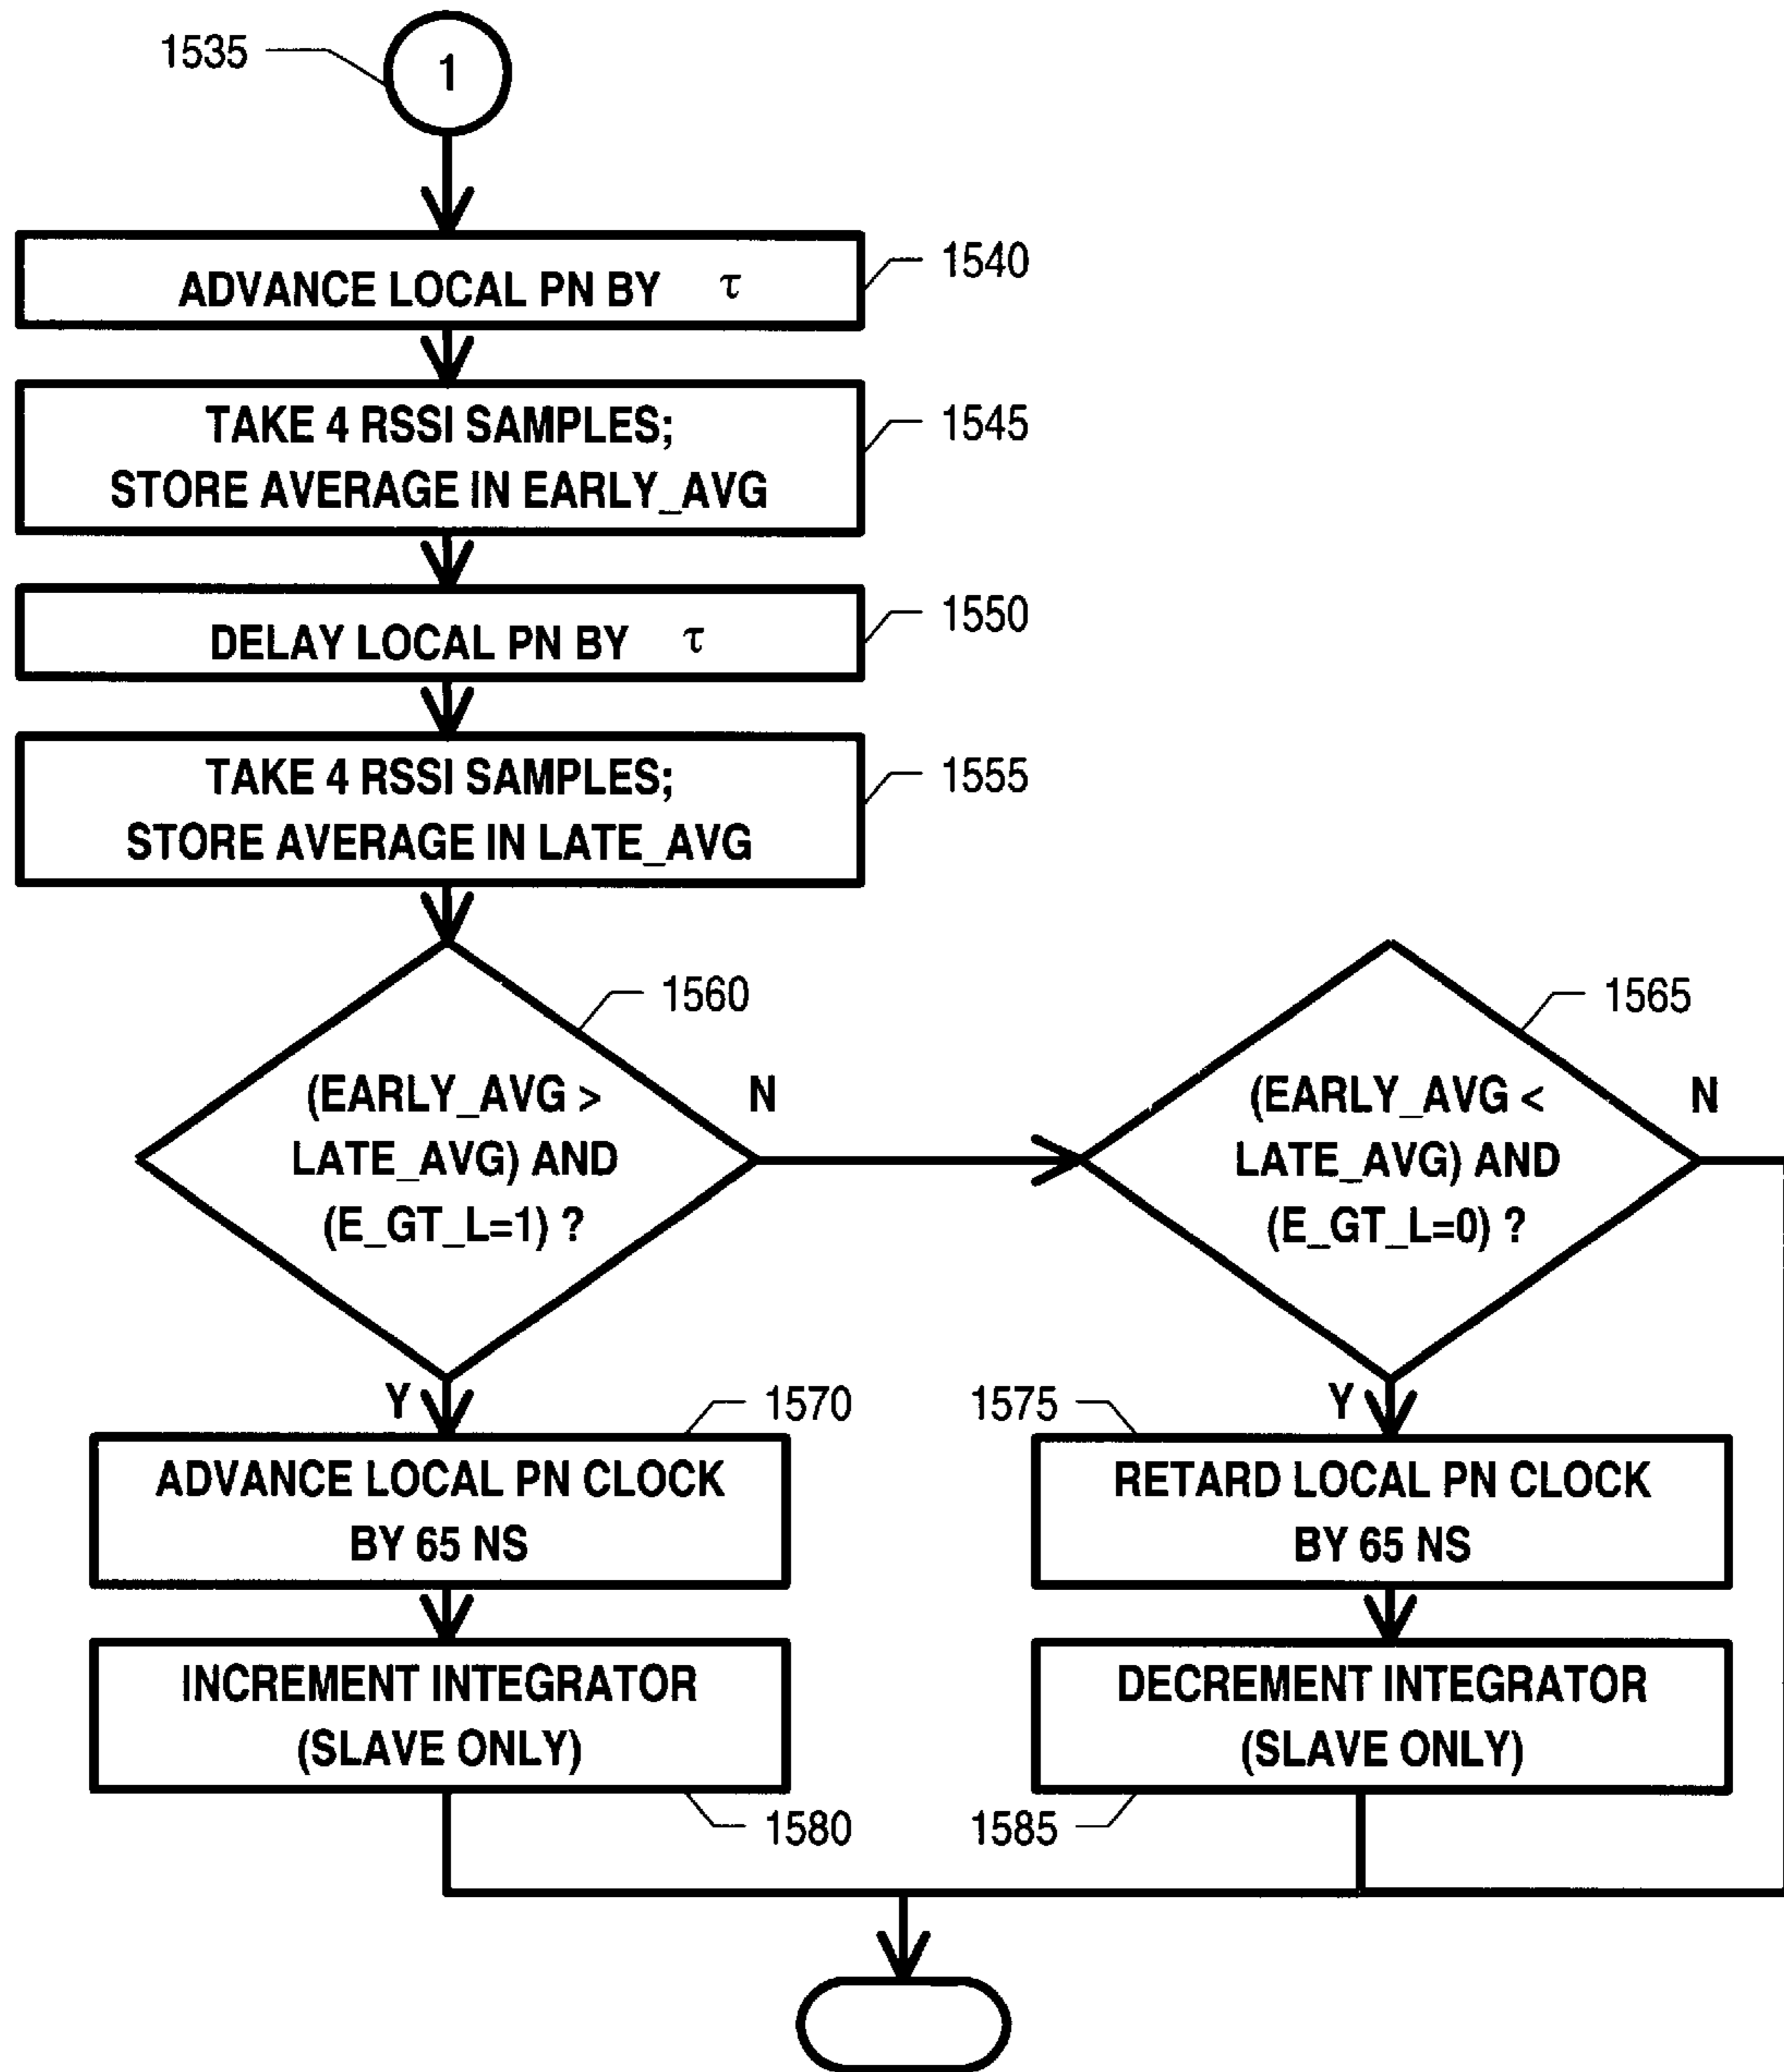 1535
1
ADVANCE LOCAL PN BY τ
1540
TAKE 4 RSSI SAMPLES;
STORE AVERAGE IN EARLY_AVG
1545
DELAY LOCAL PN BY τ
1550
TAKE 4 RSSI SAMPLES;
STORE AVERAGE IN LATE_AVG
1555
1560
(EARLY_AVG >
LATE_AVG) AND
(E_GT_L=1) ?
N
Y
1565
(EARLY_AVG <
LATE_AVG) AND
(E_GT_L=0) ?
N
Y
1570
ADVANCE LOCAL PN CLOCK
BY 65 NS
1575
RETARD LOCAL PN CLOCK
BY 65 NS
INCREMENT INTEGRATOR
(SLAVE ONLY)
1580
DECREMENT INTEGRATOR
(SLAVE ONLY)
1585